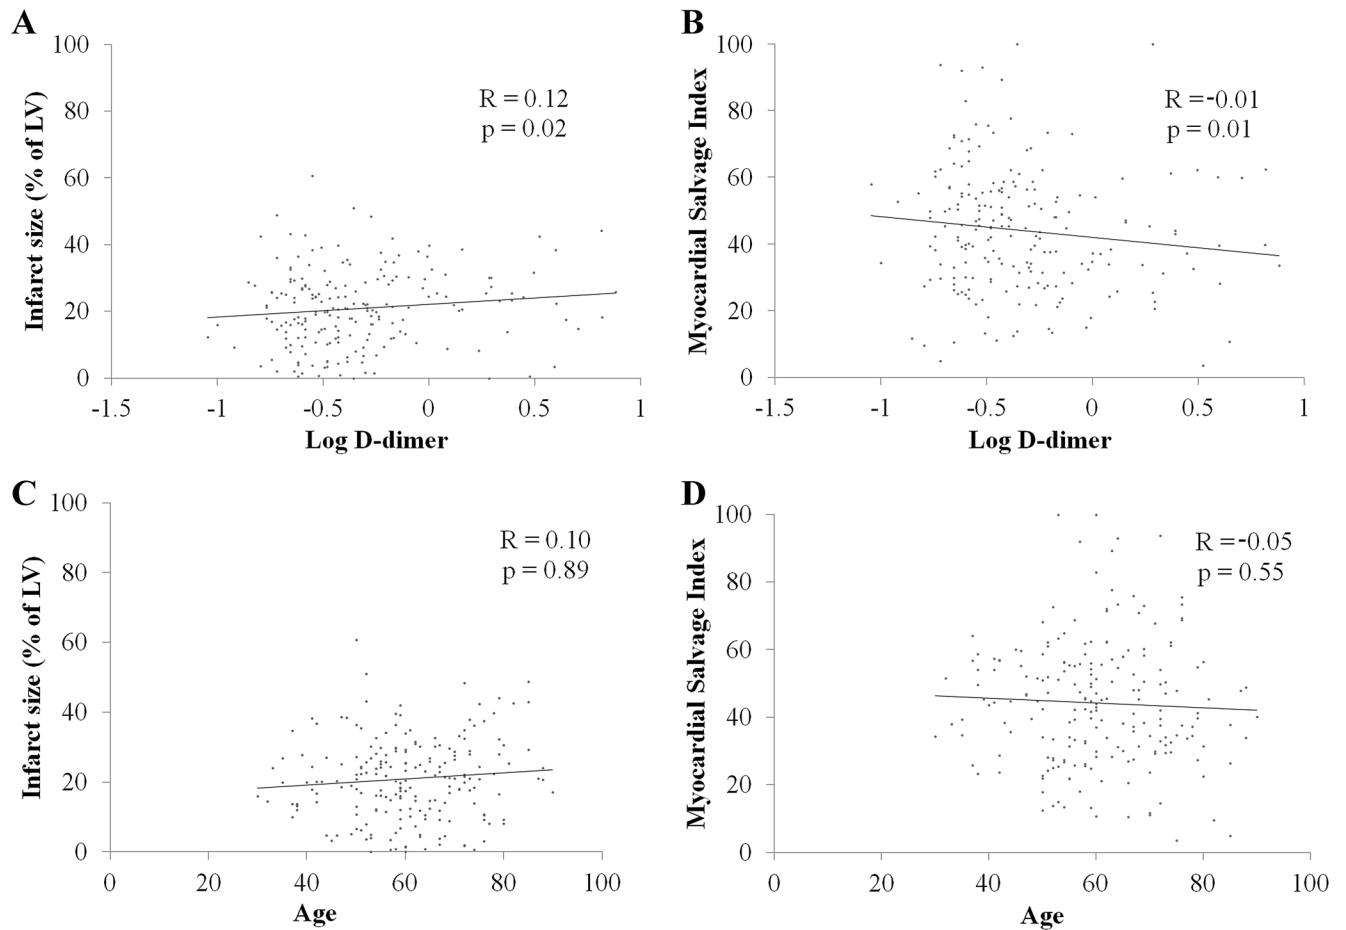 A
100
80
60
40
20
0
-1.5 -1 -0.5 0 0.5 1
Infarct size (% of LV)
Log D-dimer
R = 0.12
p = 0.02
B
100
80
60
40
20
0
-1.5 -1 -0.5 0 0.5 1
Myocardial Salvage Index
Log D-dimer
R =-0.01
p = 0.01
C
100
80
60
40
20
0
0 20 40 60 80 100
Infarct size (% of LV)
Age
R = 0.10
p = 0.89
D
100
80
60
40
20
0
0 20 40 60 80 100
Myocardial Salvage Index
Age
R =-0.05
p = 0.55